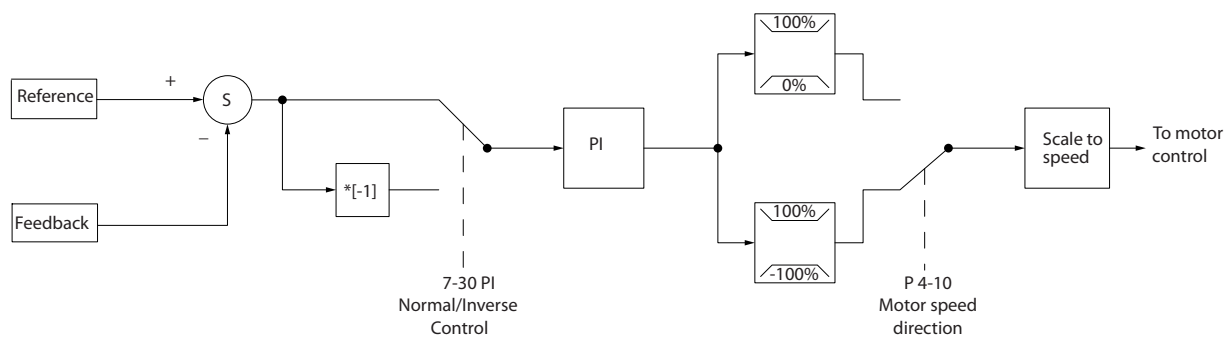 Reference
+
S
−
Feedback
*[-1]
7-30 PI
Normal/Inverse
Control
PI
100%
0%
100%
-100%
P 4-10
Motor speed
direction
Scale to
speed
To motor
control